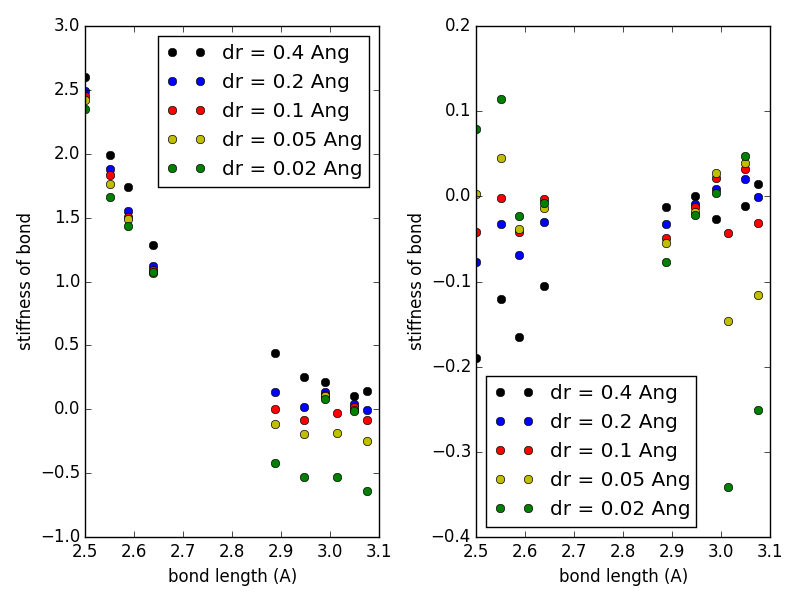 3.0
2.5
2.0
1.5
1.0
0.5
0.0
−0.5
−1.0
stiffness of bond
dr = 0.4 Ang
dr = 0.2 Ang
dr = 0.1 Ang
dr = 0.05 Ang
dr = 0.02 Ang
2.5 2.6 2.7 2.8 2.9 3.0 3.1
bond length (A)
0.2
0.1
0.0
−0.1
−0.2
−0.3
−0.4
stiffness of bond
dr = 0.4 Ang
dr = 0.2 Ang
dr = 0.1 Ang
dr = 0.05 Ang
dr = 0.02 Ang
2.5 2.6 2.7 2.8 2.9 3.0 3.1
bond length (A)